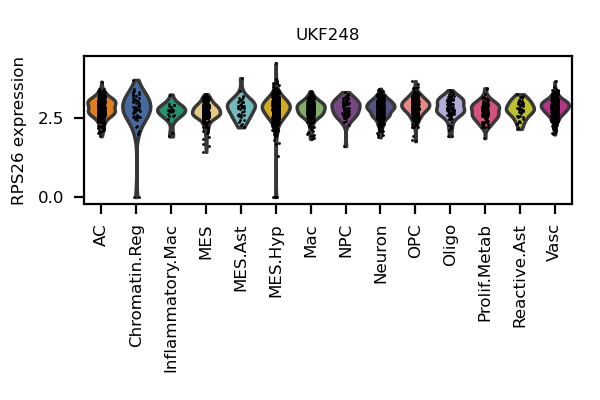 UKF248
RPS26 expression
2.5
0.0
AC
Chromatin.Reg
Inflammatory.Mac
MES
MES.Ast
MES.Hyp
Mac
NPC
Neuron
OPC
Oligo
Prolif.Metab
Reactive.Ast
Vasc